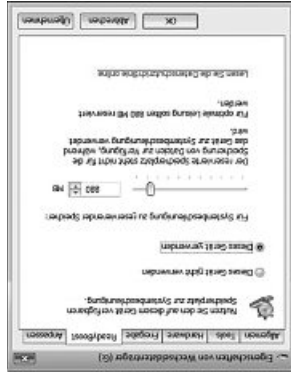 Eigenschaften von Wechseldatenträger (G:)
Allgemein Tools Hardware Freigabe ReadyBoost Anpassen
Nutzen Sie den auf diesem Gerät verfügbaren
Speicherplatz zur Systembeschleunigung.
Dieses Gerät nicht verwenden
Dieses Gerät verwenden
Für Systembeschleunigung zu reservierender Speicher:
880 MB
Der reservierte Speicherplatz steht nicht für die
Speicherung von Dateien zur Verfügung, während
das Gerät zur Systembeschleunigung verwendet
wird.
Für optimale Leistung sollten 880 MB reserviert
werden.
Lesen Sie die Datenschutzrichtlinie online
OK Abbrechen Übernehmen